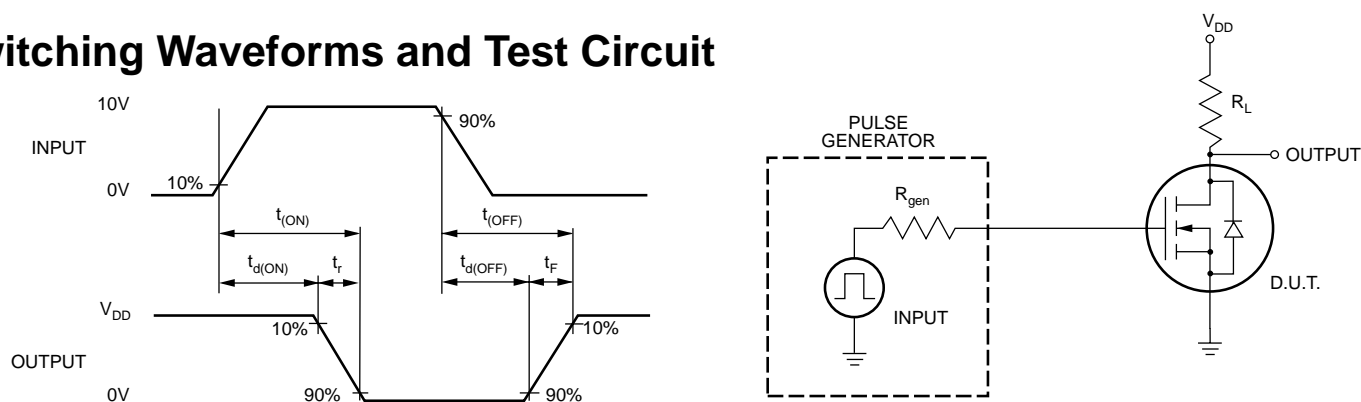 vitching Waveforms and Test Circuit
10V
INPUT
0V
10%
90%
t(ON)
t(OFF)
td(ON)
tr
td(OFF)
tF
VDD
OUTPUT
0V
10%
10%
90%
90%
VDD
RL
OUTPUT
PULSE
GENERATOR
Rgen
INPUT
D.U.T.